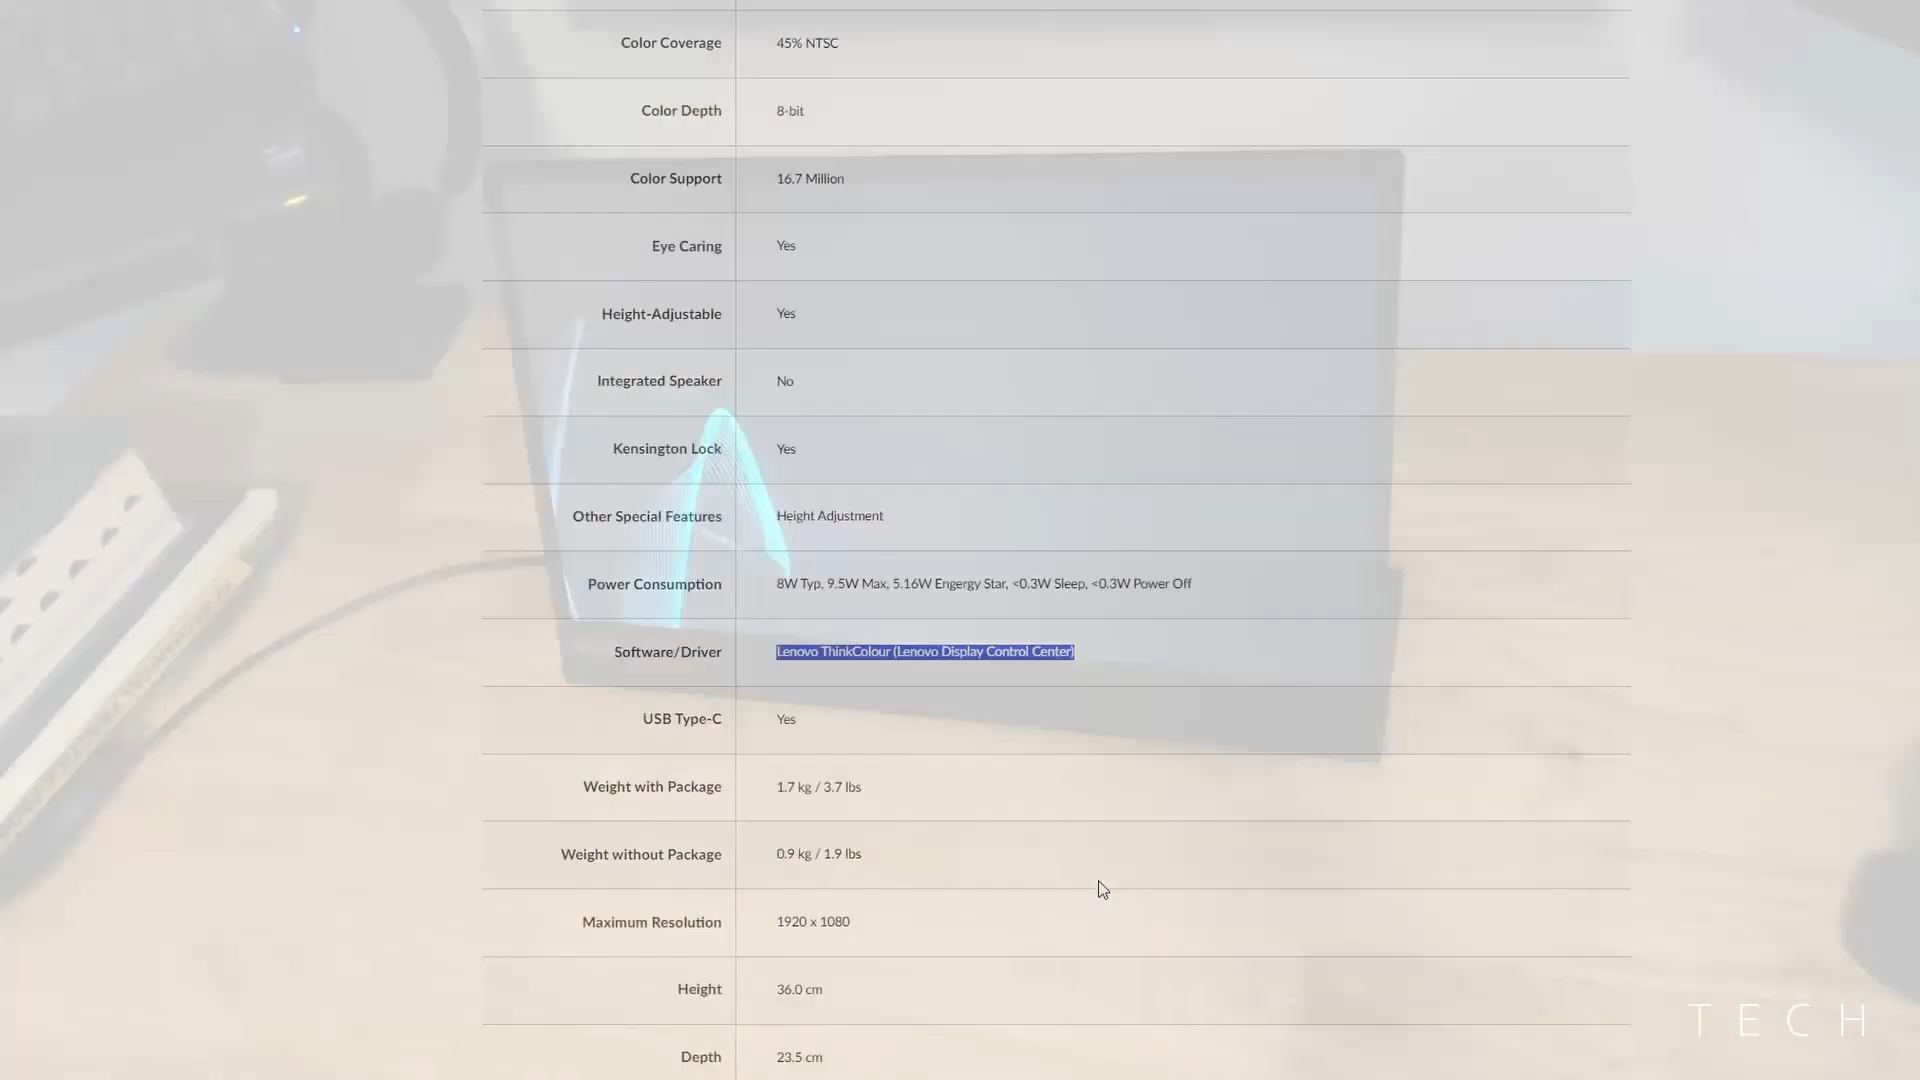 Color Coverage 45% NTSC
Color Depth 8-bit
Color Support 16.7 Million
Eye Caring Yes
Height-Adjustable Yes
Integrated Speaker No
Kensington Lock Yes
Other Special Features Height Adjustment
Power Consumption 8W Typ, 9.5W Max, 5.16W Engergy Star, <0.3W Sleep, <0.3W Power Off
Software/Driver Lenovo ThinkColour (Lenovo Display Control Center)
USB Type-C Yes
Weight with Package 1.7 kg / 3.7 lbs
Weight without Package 0.9 kg / 1.9 lbs
Maximum Resolution 1920 x 1080
Height 36.0 cm
Depth 23.5 cm
TECH